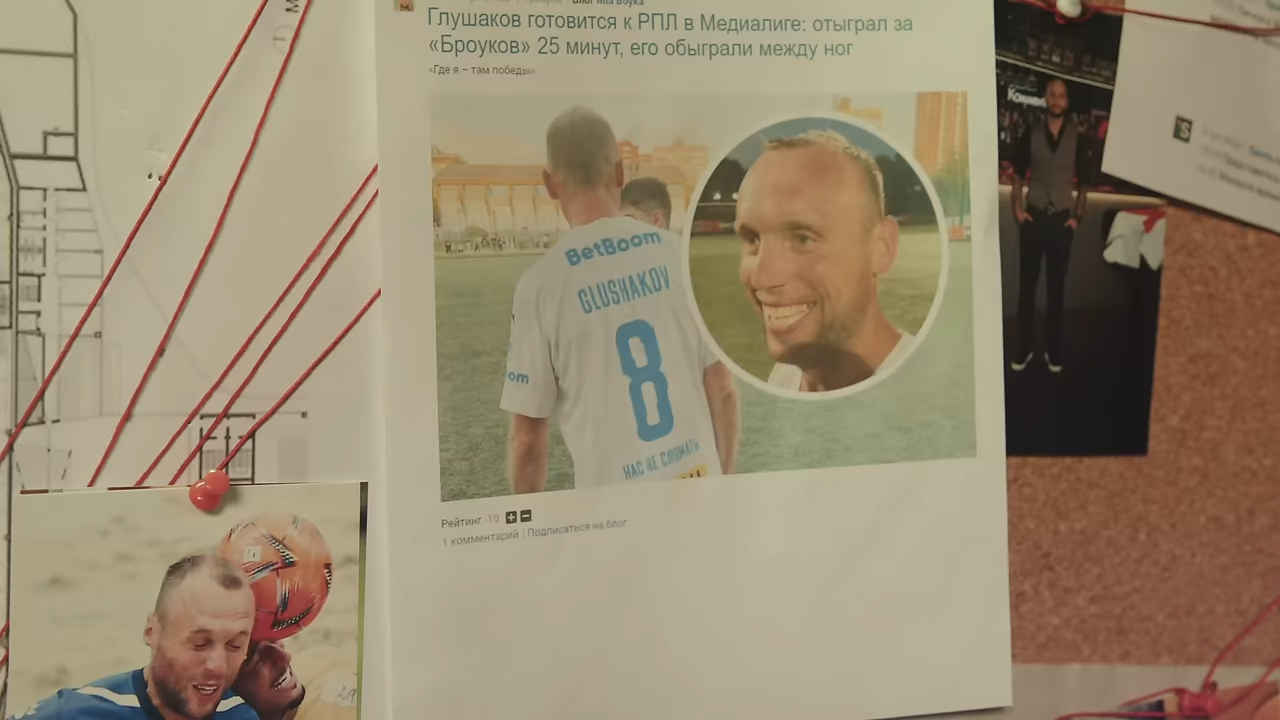 Глушаков готовится к РПЛ в Медиалиге: отыграл за
«Броуков» 25 минут, его обыграли между ног
«Где я – там победы»
BetBoom
GLUSHAKOV
8
om
НАС НЕ СЛОМАТЬ
Рейтинг -10
1 комментарий | Подписаться на блог